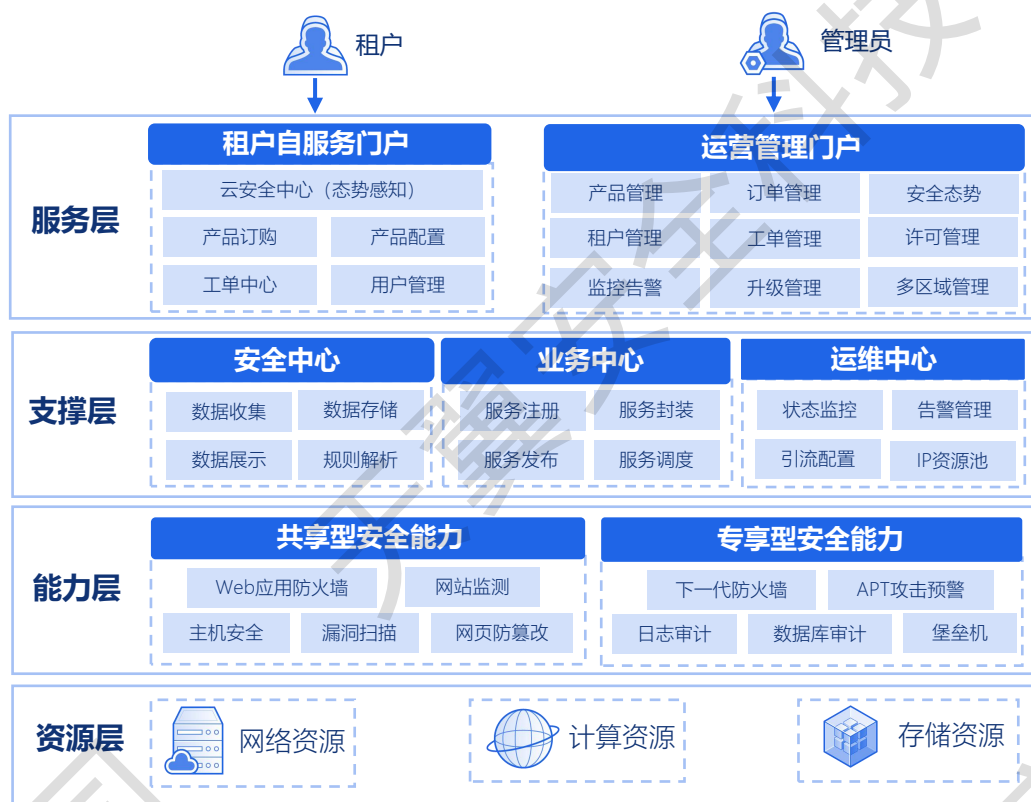 租户
管理员
服务层
租户自服务门户
云安全中心（态势感知）
产品订购 产品配置
工单中心 用户管理
运营管理门户
产品管理 订单管理 安全态势
租户管理 工单管理 许可管理
监控告警 升级管理 多区域管理
支撑层
安全中心
数据收集 数据存储
数据展示 规则解析
业务中心
服务注册 服务封装
服务发布 服务调度
运维中心
状态监控 告警管理
引流配置 IP资源池
能力层
共享型安全能力
Web应用防火墙 网站监测
主机安全 漏洞扫描 网页防篡改
专享型安全能力
下一代防火墙 APT攻击预警
日志审计 数据库审计 堡垒机
资源层
网络资源 计算资源 存储资源
天翼安全科技
司